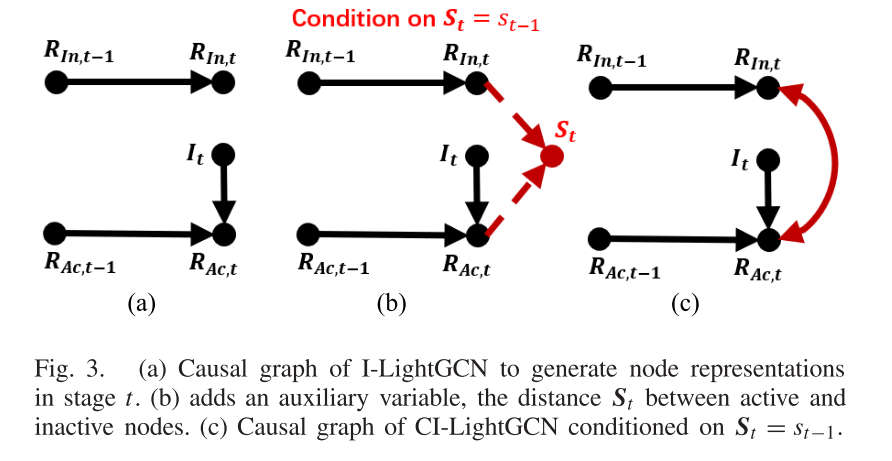 Condition on S_t = s_{t−1}
R_{In,t−1} R_{In,t} R_{In,t−1} R_{In,t} R_{In,t−1} R_{In,t}
S_t
I_t I_t I_t
R_{Ac,t−1} R_{Ac,t} R_{Ac,t−1} R_{Ac,t} R_{Ac,t−1} R_{Ac,t}
(a) (b) (c)
Fig. 3. (a) Causal graph of I-LightGCN to generate node representations
in stage t. (b) adds an auxiliary variable, the distance S_t between active and
inactive nodes. (c) Causal graph of CI-LightGCN conditioned on S_t = s_{t−1}.